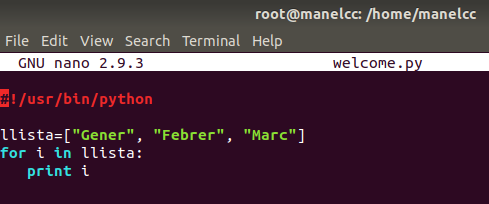 root@manelcc: /home/manelcc
File Edit View Search Terminal Help
GNU nano 2.9.3 welcome.py
#!/usr/bin/python
llista=["Gener", "Febrer", "Marc"]
for i in llista:
   print i